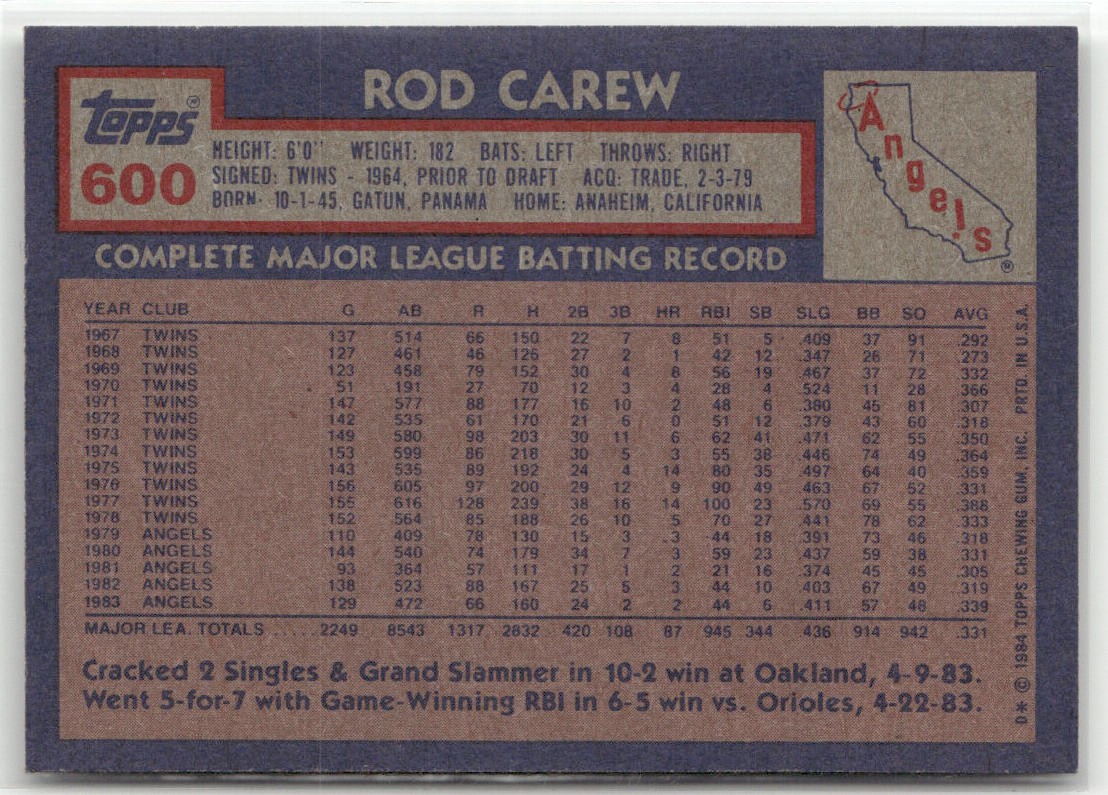 ROD CAREW
Topps®
600
HEIGHT: 6'0" WEIGHT: 182 BATS: LEFT THROWS: RIGHT
SIGNED: TWINS - 1964, PRIOR TO DRAFT ACQ: TRADE, 2-3-79
BORN: 10-1-45, GATUN, PANAMA HOME: ANAHEIM, CALIFORNIA
Angels®
COMPLETE MAJOR LEAGUE BATTING RECORD
YEAR CLUB G AB R H 2B 3B HR RBI SB SLG BB SO AVG
1967 TWINS 137 514 66 150 22 7 8 51 5 .409 37 91 .292
1968 TWINS 127 461 46 126 27 2 1 42 12 .347 26 71 .273
1969 TWINS 123 458 79 152 30 4 8 56 19 .467 37 72 .332
1970 TWINS 51 191 27 70 12 3 4 28 4 .524 11 28 .366
1971 TWINS 147 577 88 177 16 10 2 48 6 .380 45 81 .307
1972 TWINS 142 535 61 170 21 6 0 51 12 .379 43 60 .318
1973 TWINS 149 580 98 203 30 11 6 62 41 .471 62 55 .350
1974 TWINS 153 599 86 218 30 5 3 55 38 .446 74 49 .364
1975 TWINS 143 535 89 192 24 4 14 80 35 .497 64 40 .359
1976 TWINS 156 605 97 200 29 12 9 90 49 .463 67 52 .331
1977 TWINS 155 616 128 239 38 16 14 100 23 .570 69 55 .388
1978 TWINS 152 564 85 188 26 10 5 70 27 .441 78 62 .333
1979 ANGELS 110 409 78 130 15 3 3 44 18 .391 73 46 .318
1980 ANGELS 144 540 74 179 34 7 3 59 23 .437 59 38 .331
1981 ANGELS 93 364 57 111 17 1 2 21 16 .374 45 45 .305
1982 ANGELS 138 523 88 167 25 5 3 44 10 .403 67 49 .319
1983 ANGELS 129 472 66 160 24 2 2 44 6 .411 57 48 .339
MAJOR LEA. TOTALS ..... 2249 8543 1317 2832 420 108 87 945 344 .436 914 942 .331
Cracked 2 Singles & Grand Slammer in 10-2 win at Oakland, 4-9-83.
Went 5-for-7 with Game-Winning RBI in 6-5 win vs. Orioles, 4-22-83.
D* © 1984 TOPPS CHEWING GUM, INC. PRTD. IN U.S.A.